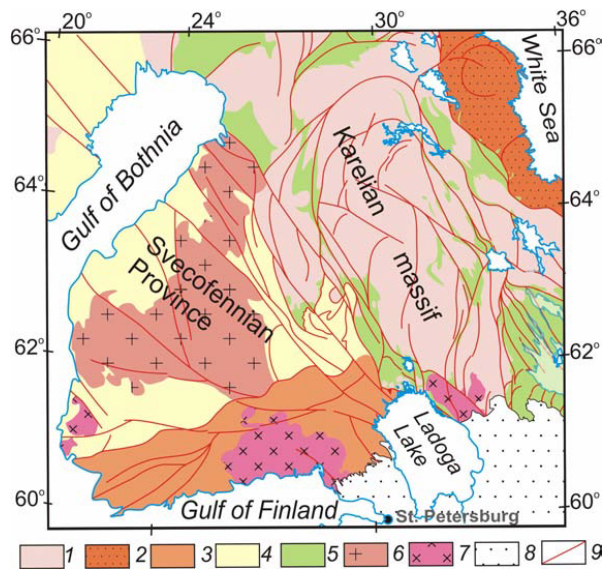 20° 24° 30° 36°
66° 66°
White Sea
Karelian
massif
Gulf of Bothnia
64° 64°
Svecofennian
Province
62° 62°
Ladoga
Lake
60° 60°
Gulf of Finland
St. Petersburg
1 2 3 4 5 6 7 8 9